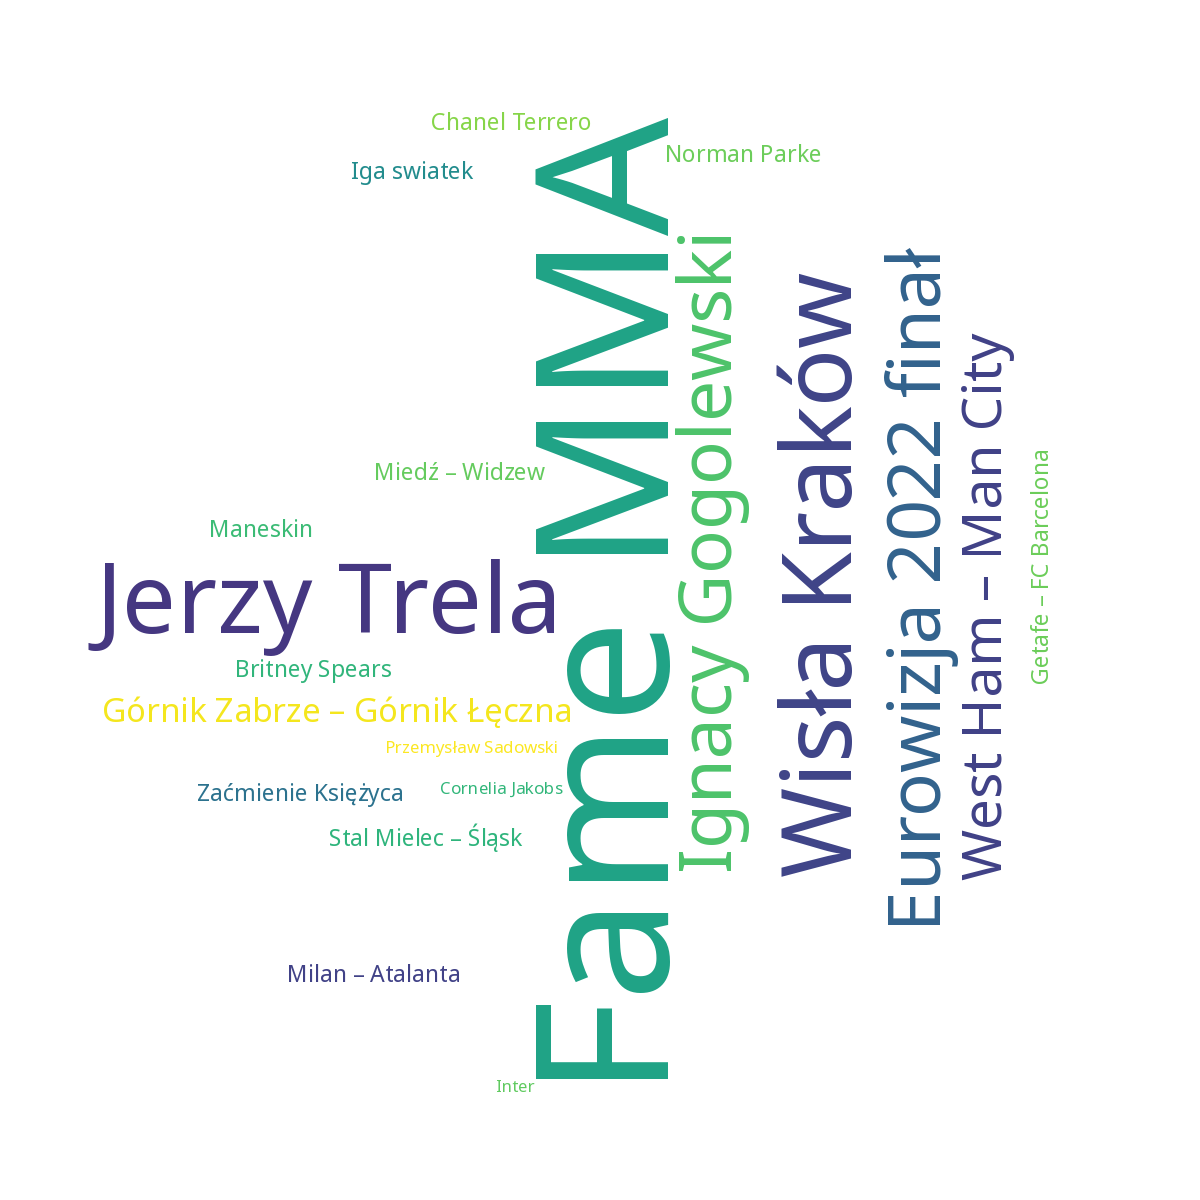 Chanel Terrero
Norman Parke
Iga swiatek
Fame MMA
Ignacy Gogolewski
Wisła Kraków
Eurowizja 2022 finał
West Ham – Man City
Getafe – FC Barcelona
Miedź – Widzew
Maneskin
Jerzy Trela
Britney Spears
Górnik Zabrze – Górnik Łęczna
Przemysław Sadowski
Zaćmienie Księżyca
Cornelia Jakobs
Stal Mielec – Śląsk
Milan – Atalanta
Inter